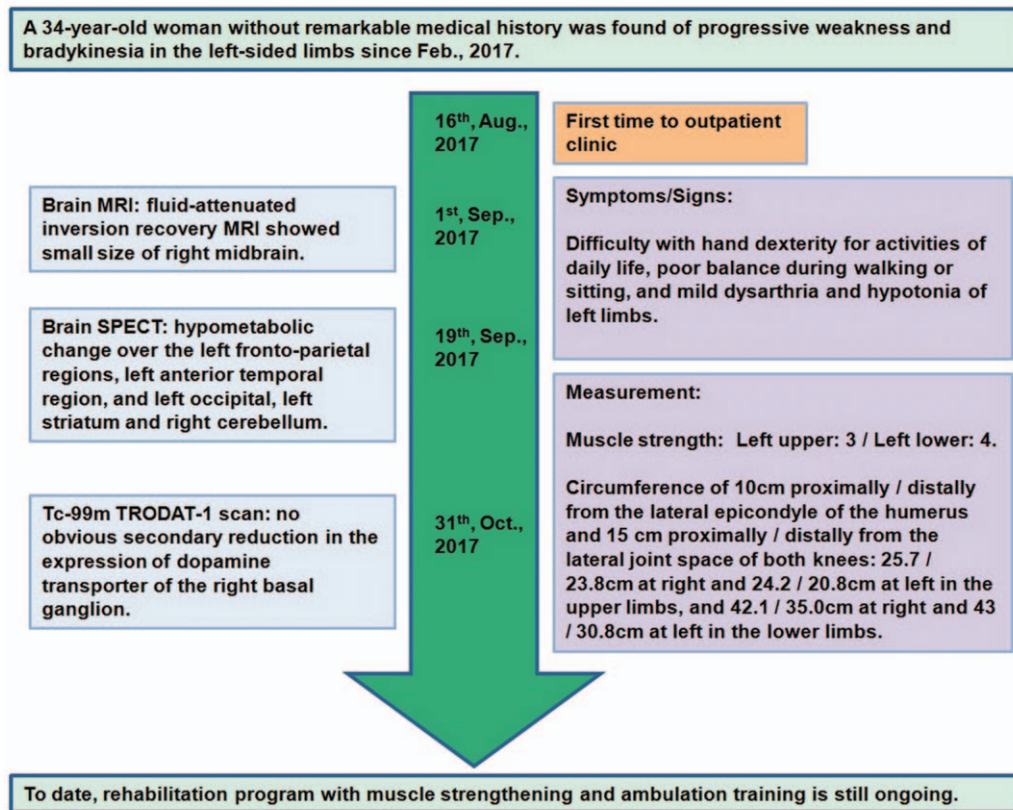 A 34-year-old woman without remarkable medical history was found of progressive weakness and
bradykinesia in the left-sided limbs since Feb., 2017.
16th, Aug.,
2017
First time to outpatient
clinic
Brain MRI: fluid-attenuated
inversion recovery MRI showed
small size of right midbrain.
1st, Sep.,
2017
Symptoms/Signs:
Difficulty with hand dexterity for activities of
daily life, poor balance during walking or
sitting, and mild dysarthria and hypotonia of
left limbs.
Brain SPECT: hypometabolic
change over the left fronto-parietal
regions, left anterior temporal
region, and left occipital, left
striatum and right cerebellum.
19th, Sep.,
2017
Measurement:
Muscle strength: Left upper: 3 / Left lower: 4.
Circumference of 10cm proximally / distally
from the lateral epicondyle of the humerus
and 15 cm proximally / distally from the
lateral joint space of both knees: 25.7 /
23.8cm at right and 24.2 / 20.8cm at left in the
upper limbs, and 42.1 / 35.0cm at right and 43
/ 30.8cm at left in the lower limbs.
Tc-99m TRODAT-1 scan: no
obvious secondary reduction in the
expression of dopamine
transporter of the right basal
ganglion.
31th, Oct.,
2017
To date, rehabilitation program with muscle strengthening and ambulation training is still ongoing.